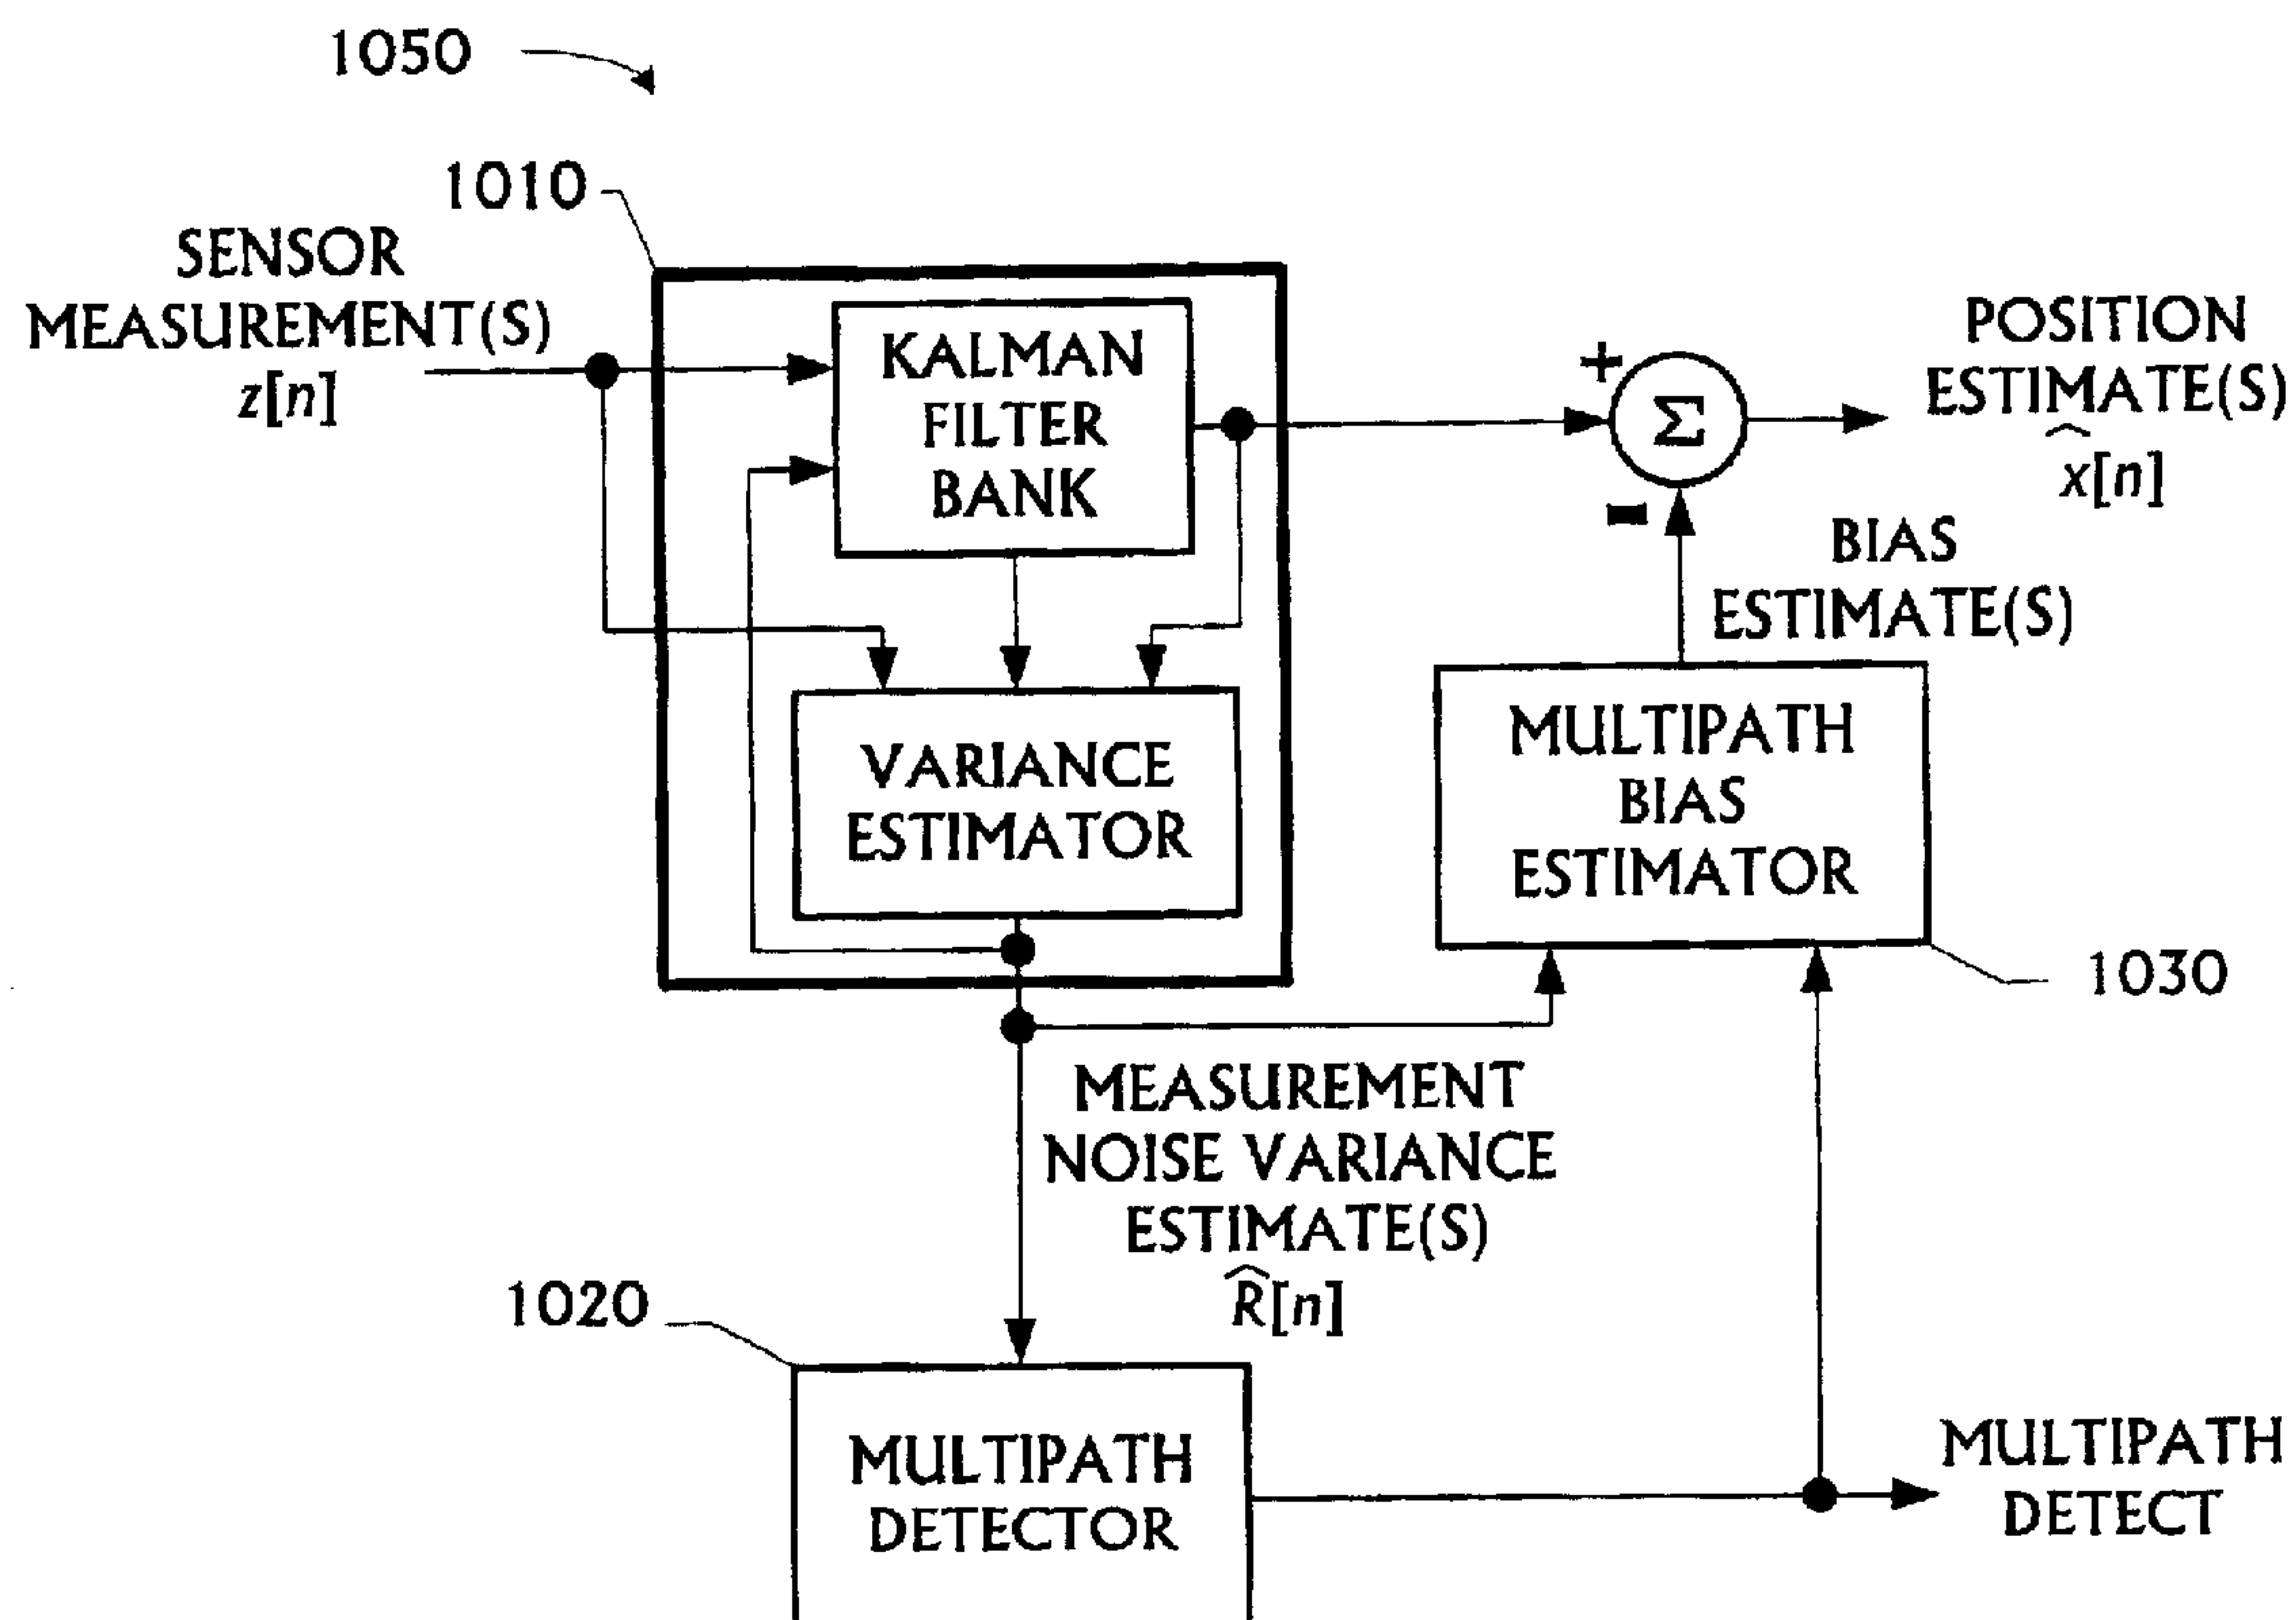 1050
1010
SENSOR
MEASUREMENT(S)
z[n]
KALMAN
FILTER
BANK
+
Σ
POSITION
ESTIMATE(S)
x̂[n]
BIAS
ESTIMATE(S)
VARIANCE
ESTIMATOR
MULTIPATH
BIAS
ESTIMATOR
1030
MEASUREMENT
NOISE VARIANCE
ESTIMATE(S)
R̂[n]
1020
MULTIPATH
DETECTOR
MULTIPATH
DETECT